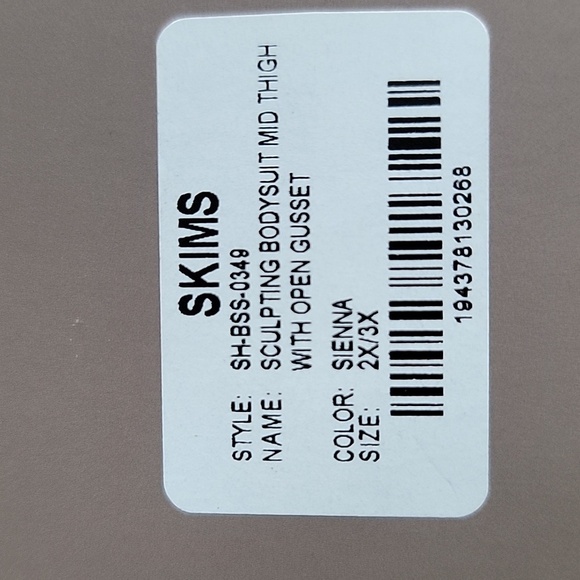 SKIMS
STYLE: SH-BSS-0349
NAME: SCULPTING BODYSUIT MID THIGH
WITH OPEN GUSSET
COLOR: SIENNA
SIZE: 2X/3X
194378130268